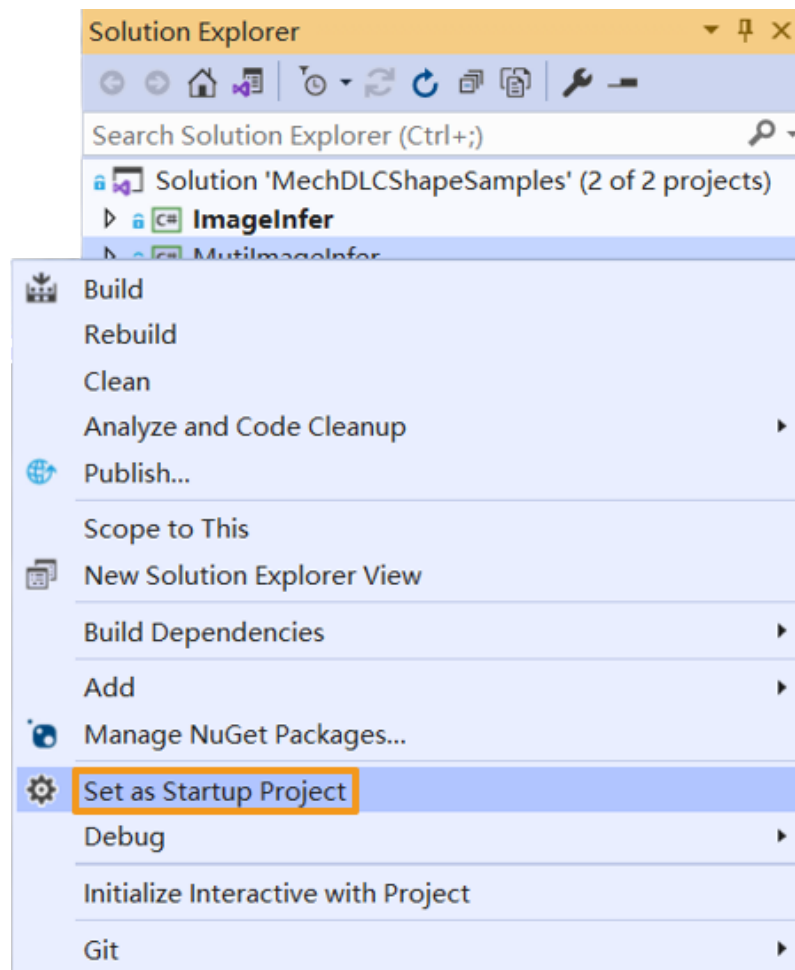 Solution Explorer
Search Solution Explorer (Ctrl+;)
Solution 'MechDLCShapeSamples' (2 of 2 projects)
C# ImageInfer
C# MutiImageInfer
Build
Rebuild
Clean
Analyze and Code Cleanup
Publish...
Scope to This
New Solution Explorer View
Build Dependencies
Add
Manage NuGet Packages...
Set as Startup Project
Debug
Initialize Interactive with Project
Git